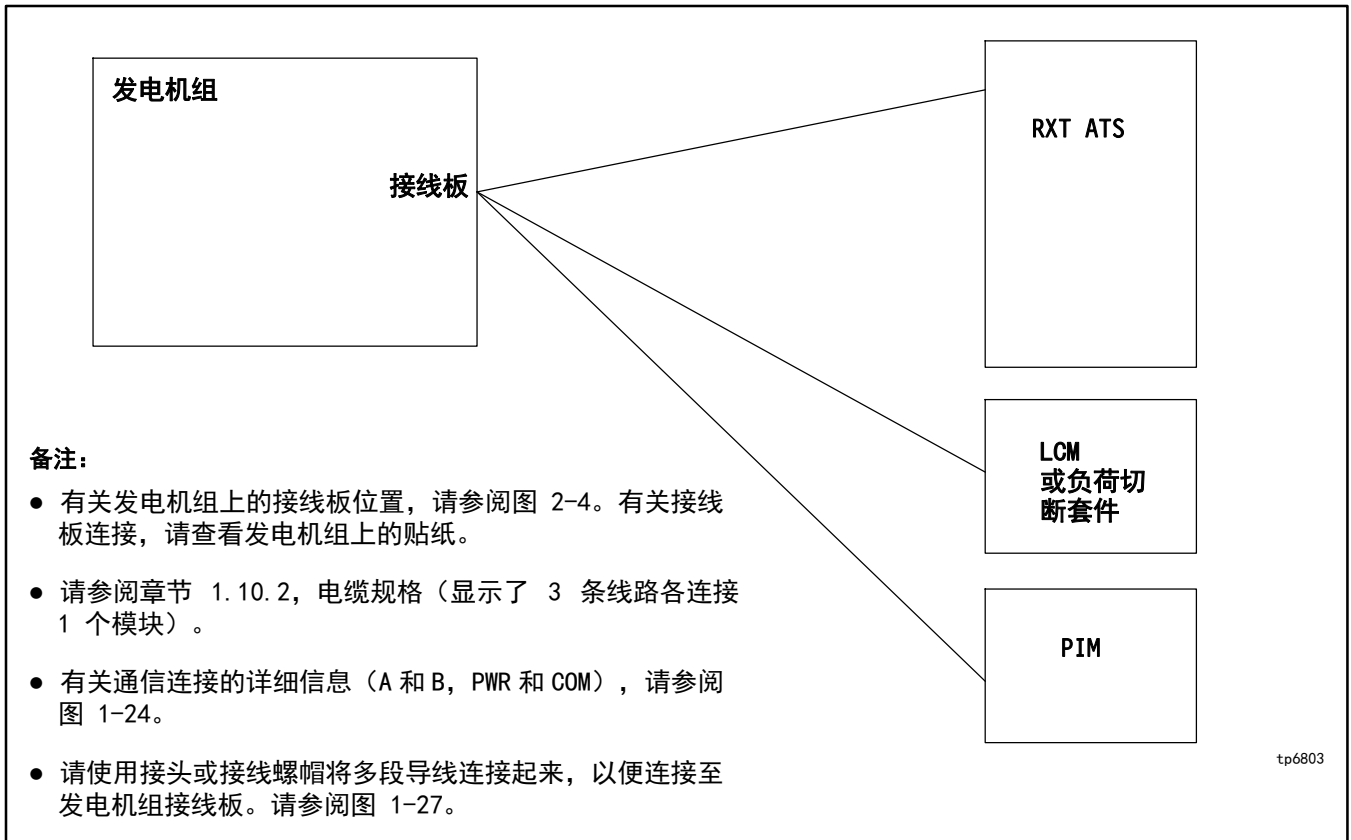 发电机组
接线板
RXT ATS
LCM
或负荷切
断套件
PIM
备注：
● 有关发电机组上的接线板位置，请参阅图 2-4。有关接线
板连接，请查看发电机组上的贴纸。
● 请参阅章节 1.10.2，电缆规格（显示了 3 条线路各连接
1 个模块）。
● 有关通信连接的详细信息（A 和 B，PWR 和 COM），请参阅
图 1-24。
● 请使用接头或接线螺帽将多段导线连接起来，以便连接至
发电机组接线板。请参阅图 1-27。
tp6803